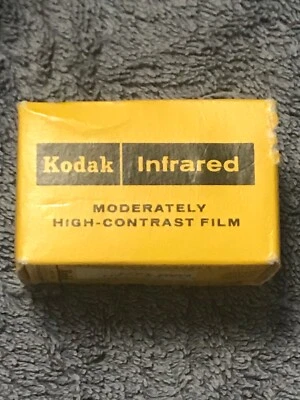 Kodak Infrared
MODERATELY
HIGH-CONTRAST FILM